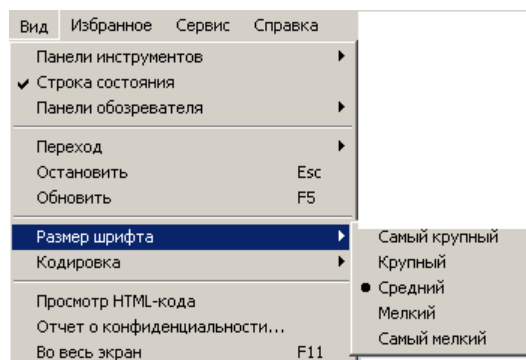 Вид Избранное Сервис Справка
Панели инструментов
Строка состояния
Панели обозревателя
Переход
Остановить Esc
Обновить F5
Размер шрифта
Самый крупный
Кодировка
Крупный
Средний
Просмотр HTML-кода
Мелкий
Отчет о конфиденциальности...
Самый мелкий
Во весь экран F11